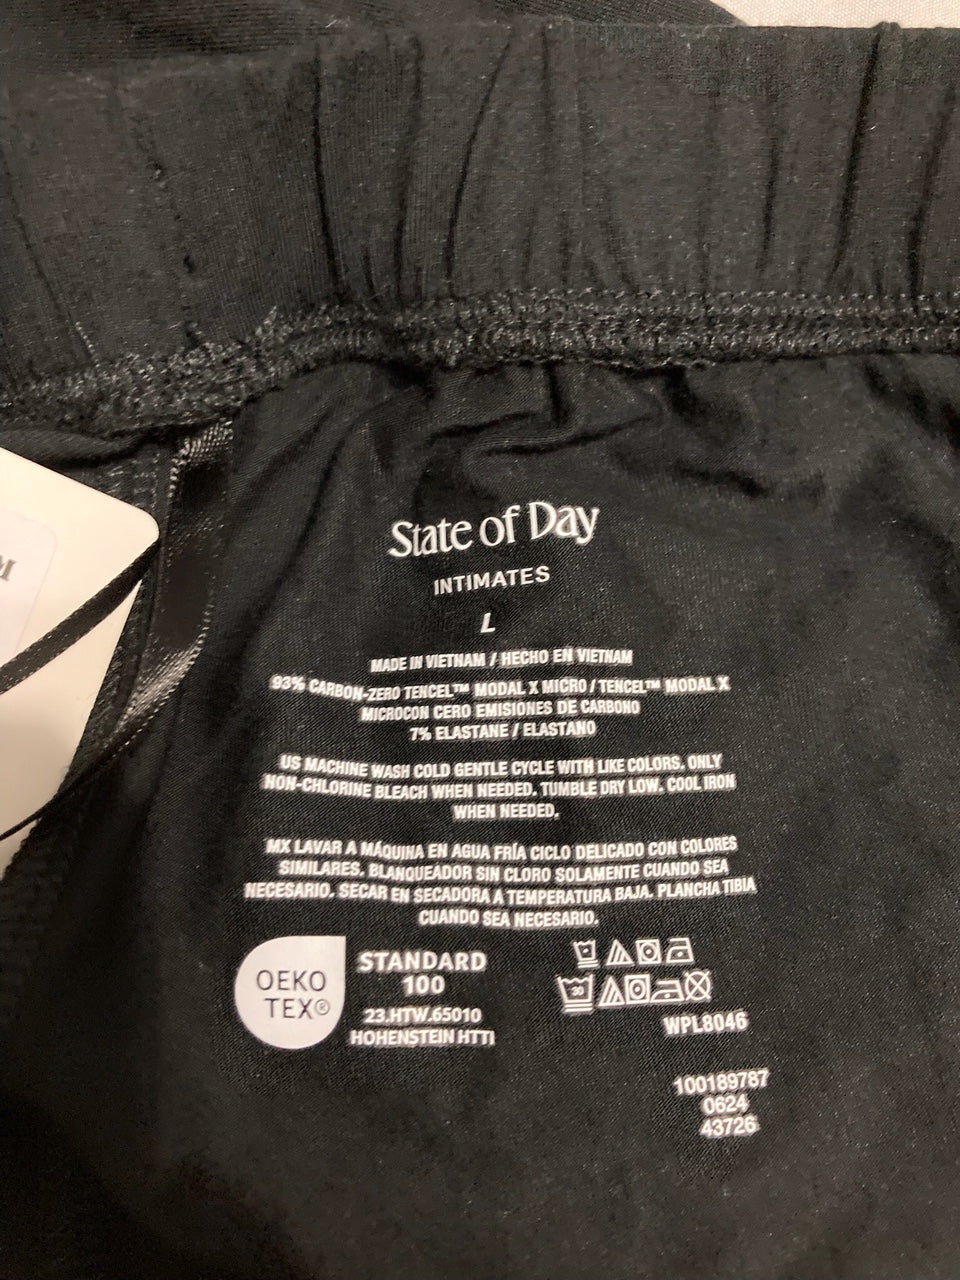 State of Day
INTIMATES
L
MADE IN VIETNAM / HECHO EN VIETNAM
93% CARBON-ZERO TENCEL™ MODAL X MICRO / TENCEL™ MODAL X
MICROCON CERO EMISIONES DE CARBONO
7% ELASTANE / ELASTANO
US MACHINE WASH COLD GENTLE CYCLE WITH LIKE COLORS. ONLY
NON-CHLORINE BLEACH WHEN NEEDED. TUMBLE DRY LOW. COOL IRON
WHEN NEEDED.
MX LAVAR A MÁQUINA EN AGUA FRÍA CICLO DELICADO CON COLORES
SIMILARES. BLANQUEADOR SIN CLORO SOLAMENTE CUANDO SEA
NECESARIO. SECAR EN SECADORA A TEMPERATURA BAJA. PLANCHA TIBIA
CUANDO SEA NECESARIO.
OEKO
TEX®
STANDARD
100
23.HTW.65010
HOHENSTEIN HTTI
30
WPL8046
100189787
0624
43726
M